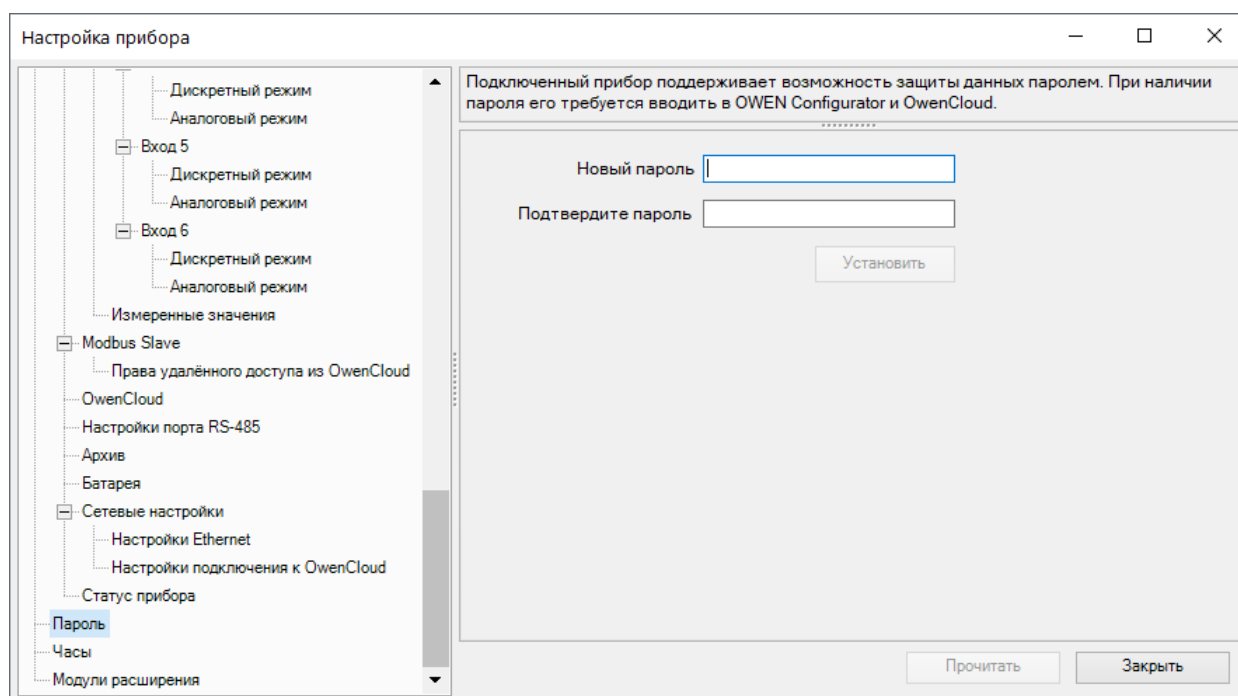 Настройка прибора
Дискретный режим
Аналоговый режим
Вход 5
Дискретный режим
Аналоговый режим
Вход 6
Дискретный режим
Аналоговый режим
Измеренные значения
Modbus Slave
Права удалённого доступа из OwenCloud
OwenCloud
Настройки порта RS-485
Архив
Батарея
Сетевые настройки
Настройки Ethernet
Настройки подключения к OwenCloud
Статус прибора
Пароль
Часы
Модули расширения
Подключенный прибор поддерживает возможность защиты данных паролем. При наличии
пароля его требуется вводить в OWEN Configurator и OwenCloud.
Новый пароль
Подтвердите пароль
Установить
Прочитать
Закрыть